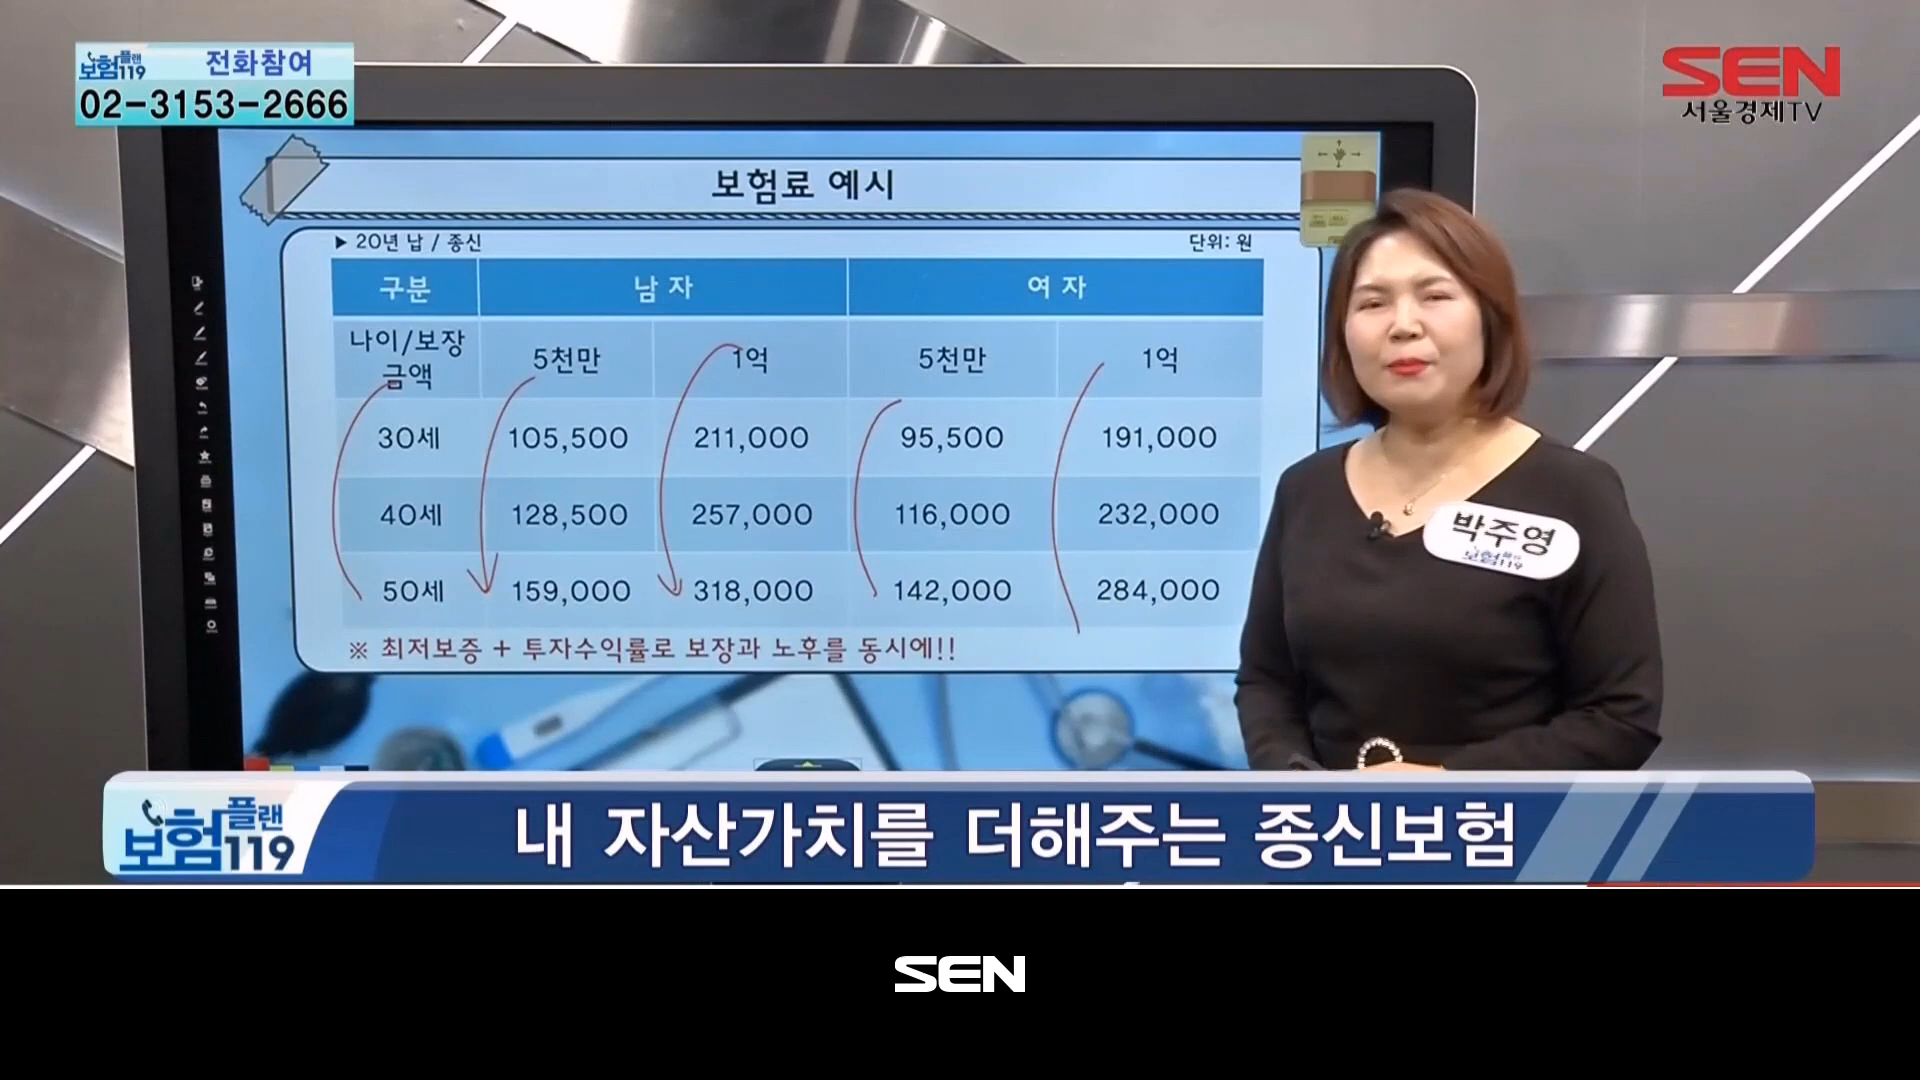 보험플랜119 전화참여
02-3153-2666
SEN
서울경제TV
보험료 예시
▶ 20년 납 / 종신 단위: 원
구분 남 자 여 자
나이/보장금액 5천만 1억 5천만 1억
30세 105,500 211,000 95,500 191,000
40세 128,500 257,000 116,000 232,000
50세 159,000 318,000 142,000 284,000
※ 최저보증 + 투자수익률로 보장과 노후를 동시에!!
박주영
보험플랜119
보험플랜119
내 자산가치를 더해주는 종신보험
SEN